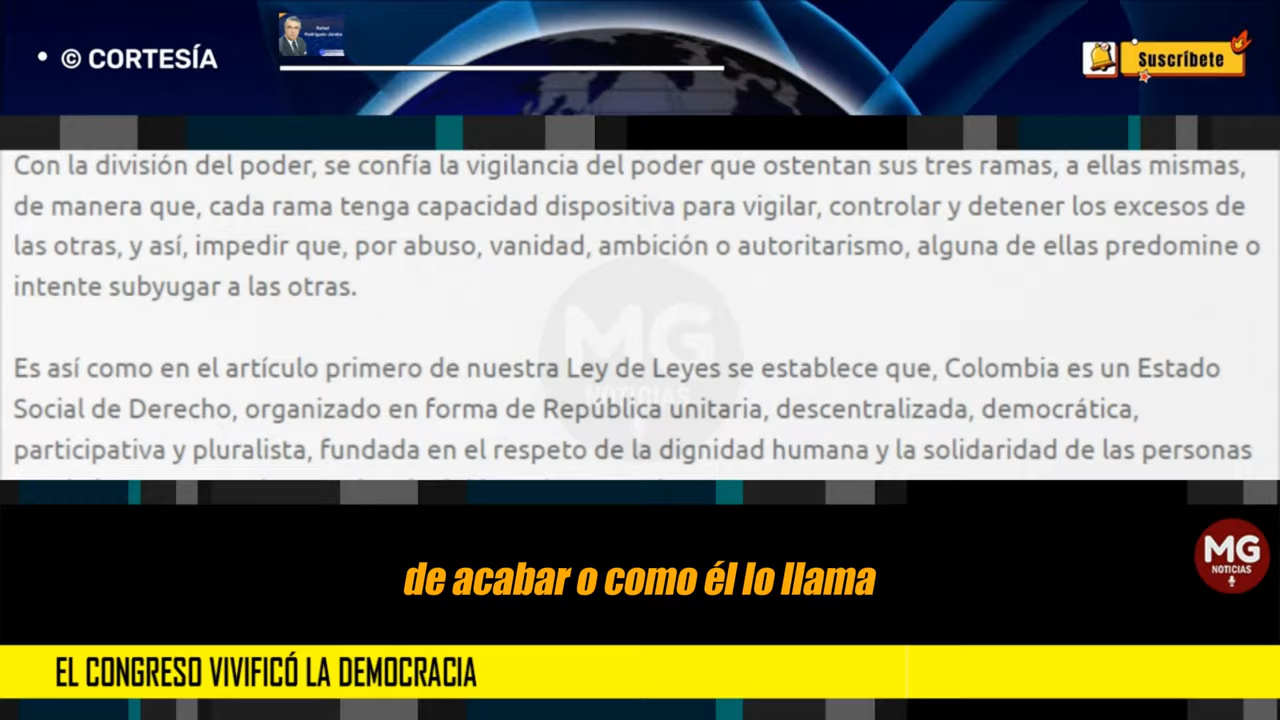 • © CORTESÍA
Rafael
Rodríguez-Jaraba
Suscríbete
Con la división del poder, se confía la vigilancia del poder que ostentan sus tres ramas, a ellas mismas,
de manera que, cada rama tenga capacidad dispositiva para vigilar, controlar y detener los excesos de
las otras, y así, impedir que, por abuso, vanidad, ambición o autoritarismo, alguna de ellas predomine o
intente subyugar a las otras.
Es así como en el artículo primero de nuestra Ley de Leyes se establece que, Colombia es un Estado
Social de Derecho, organizado en forma de República unitaria, descentralizada, democrática,
participativa y pluralista, fundada en el respeto de la dignidad humana y la solidaridad de las personas
MG
NOTICIAS
de acabar o como él lo llama
MG
NOTICIAS
EL CONGRESO VIVIFICÓ LA DEMOCRACIA